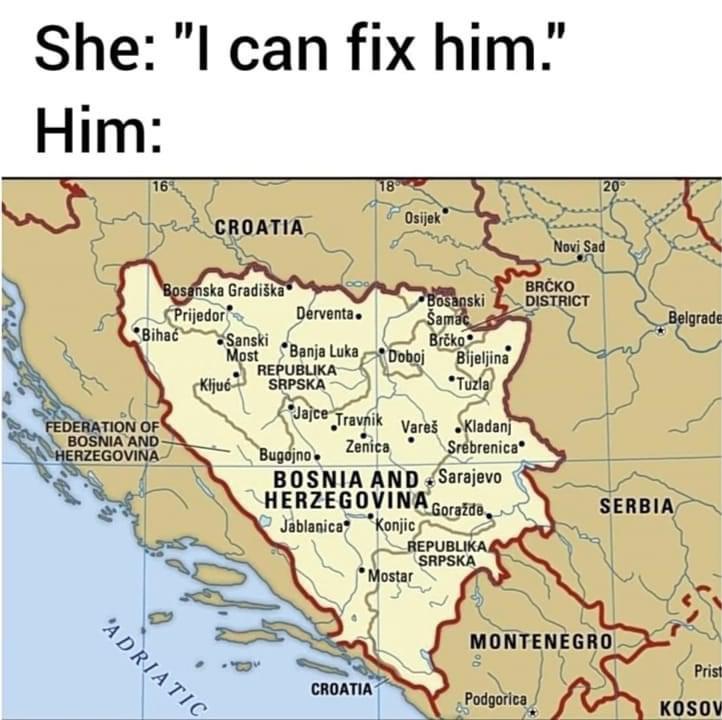 She: "I can fix him."
Him:
16°
18°
20°
CROATIA
Osijek
Novi Sad
Bosanska Gradiška
BRČKO
DISTRICT
Prijedor
Derventa
Bosanski
Šamac
Belgrade
Bihać
Sanski
Most
Banja Luka
Doboj
Brčko
Bijeljina
REPUBLIKA
SRPSKA
Ključ
Tuzla
Jajce
Travnik
Vareš
Kladanj
FEDERATION OF
BOSNIA AND
HERZEGOVINA
Bugojno
Zenica
Srebrenica
BOSNIA AND
HERZEGOVINA
Sarajevo
Goražde
SERBIA
Jablanica
Konjic
REPUBLIKA
SRPSKA
Mostar
ADRIATIC
MONTENEGRO
Prist
CROATIA
Podgorica
KOSOV